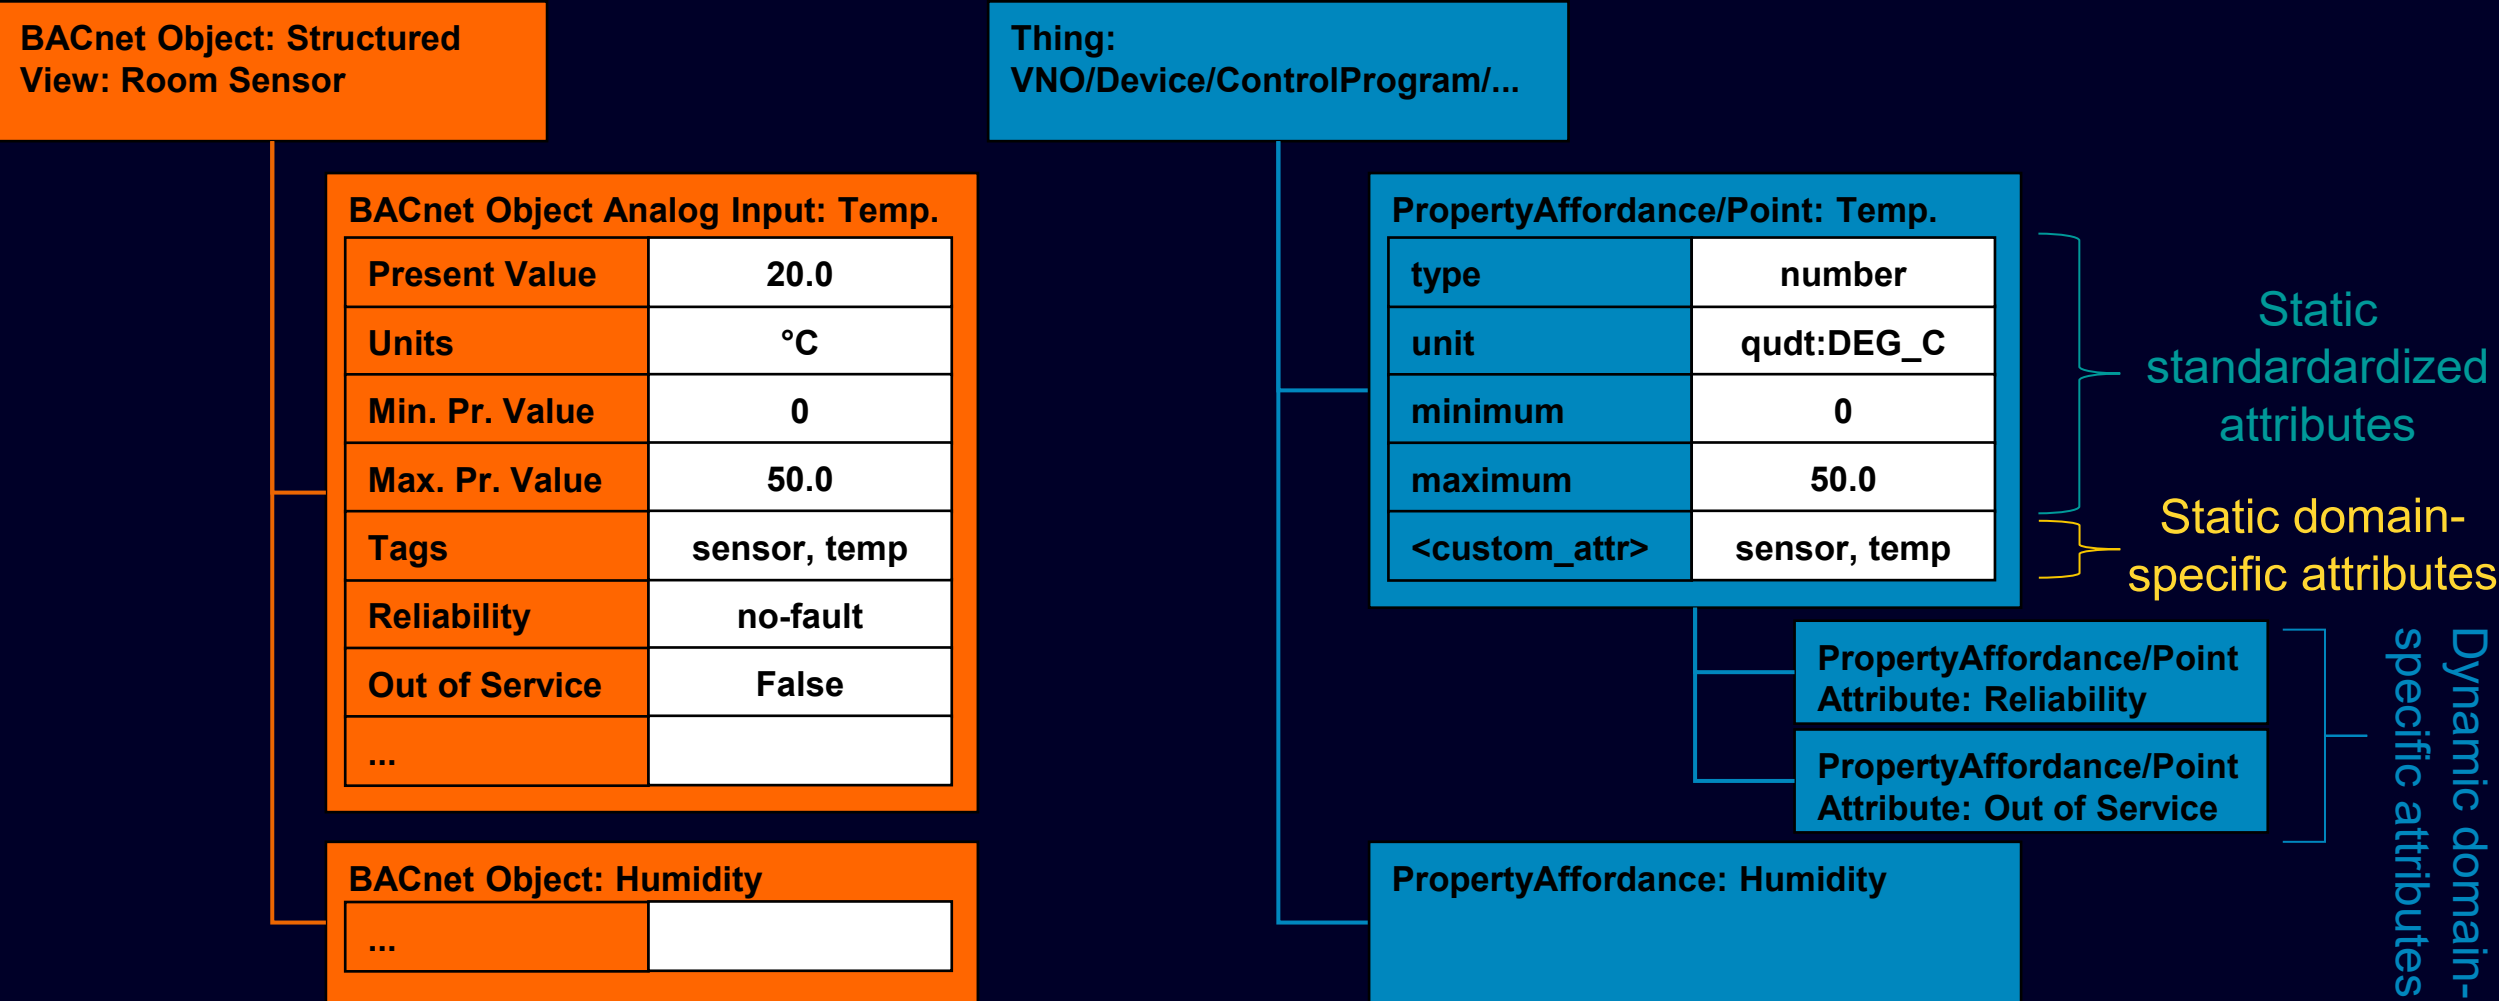 BACnet Object: Structured
View: Room Sensor
BACnet Object Analog Input: Temp.
Present Value 20.0
Units °C
Min. Pr. Value 0
Max. Pr. Value 50.0
Tags sensor, temp
Reliability no-fault
Out of Service False
...
BACnet Object: Humidity
...
Thing:
VNO/Device/ControlProgram/...
PropertyAffordance/Point: Temp.
type number
unit qudt:DEG_C
minimum 0
maximum 50.0
<custom_attr> sensor, temp
PropertyAffordance/Point
Attribute: Reliability
PropertyAffordance/Point
Attribute: Out of Service
PropertyAffordance: Humidity
Static
standardardized
attributes
Static domain-
specific attributes
Dynamic domain-
specific attributes